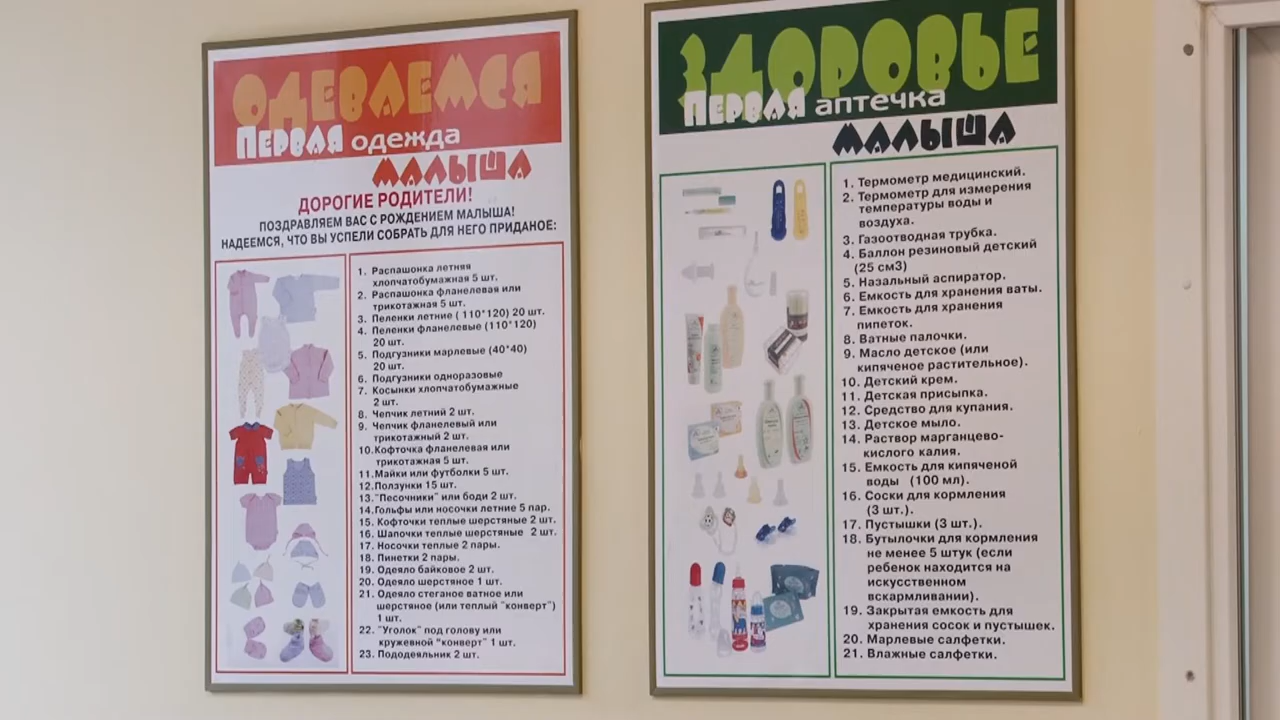 ОДЕВАЕМСЯ
ПЕРВАЯ одежда
МАЛЫША
ДОРОГИЕ РОДИТЕЛИ!
ПОЗДРАВЛЯЕМ ВАС С РОЖДЕНИЕМ МАЛЫША!
НАДЕЕМСЯ, ЧТО ВЫ УСПЕЛИ СОБРАТЬ ДЛЯ НЕГО ПРИДАНОЕ:
1. Распашонка летняя
хлопчатобумажная 5 шт.
2. Распашонка фланелевая или
трикотажная 5 шт.
3. Пеленки летние ( 110*120) 20 шт.
4. Пеленки фланелевые (110*120)
20 шт.
5. Подгузники марлевые (40*40)
20 шт.
6. Подгузники одноразовые
7. Косынки хлопчатобумажные
2 шт.
8. Чепчик летний 2 шт.
9. Чепчик фланелевый или
трикотажный 2 шт.
10.Кофточка фланелевая или
трикотажная 5 шт.
11.Майки или футболки 5 шт.
12.Ползунки 15 шт.
13."Песочники" или боди 2 шт.
14.Гольфы или носочки летние 5 пар.
15. Кофточки теплые шерстяные 2 шт.
16. Шапочки теплые шерстяные 2 шт.
17. Носочки теплые 2 пары.
18. Пинетки 2 пары.
19. Одеяло байковое 2 шт.
20. Одеяло шерстяное 1 шт.
21. Одеяло стеганое ватное или
шерстяное (или теплый "конверт")
1 шт.
22. "Уголок" под голову или
кружевной "конверт" 1 шт.
23. Пододеяльник 2 шт.
ЗДОРОВЬЕ
ПЕРВАЯ аптечка
МАЛЫША
1. Термометр медицинский.
2. Термометр для измерения
температуры воды и
воздуха.
3. Газоотводная трубка.
4. Баллон резиновый детский
(25 см3)
5. Назальный аспиратор.
6. Емкость для хранения ваты.
7. Емкость для хранения
пипеток.
8. Ватные палочки.
9. Масло детское (или
кипяченое растительное).
10. Детский крем.
11. Детская присыпка.
12. Средство для купания.
13. Детское мыло.
14. Раствор марганцево-
кислого калия.
15. Емкость для кипяченой
воды (100 мл).
16. Соски для кормления
(3 шт.).
17. Пустышки (3 шт.).
18. Бутылочки для кормления
не менее 5 штук (если
ребенок находится на
искусственном
вскармливании).
19. Закрытая емкость для
хранения сосок и пустышек.
20. Марлевые салфетки.
21. Влажные салфетки.